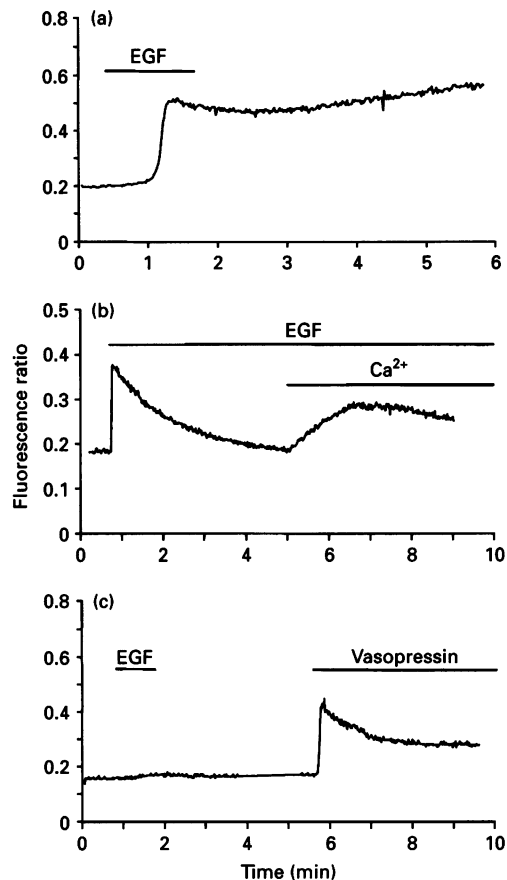 (a)
EGF
0.8
0.6
0.4
0.2
0
0 1 2 3 4 5 6
(b)
EGF
Ca²⁺
0.5
0.4
0.3
0.2
0.1
0
0 2 4 6 8 10
Fluorescence ratio
(c)
EGF
Vasopressin
0.8
0.6
0.4
0.2
0
0 2 4 6 8 10
Time (min)